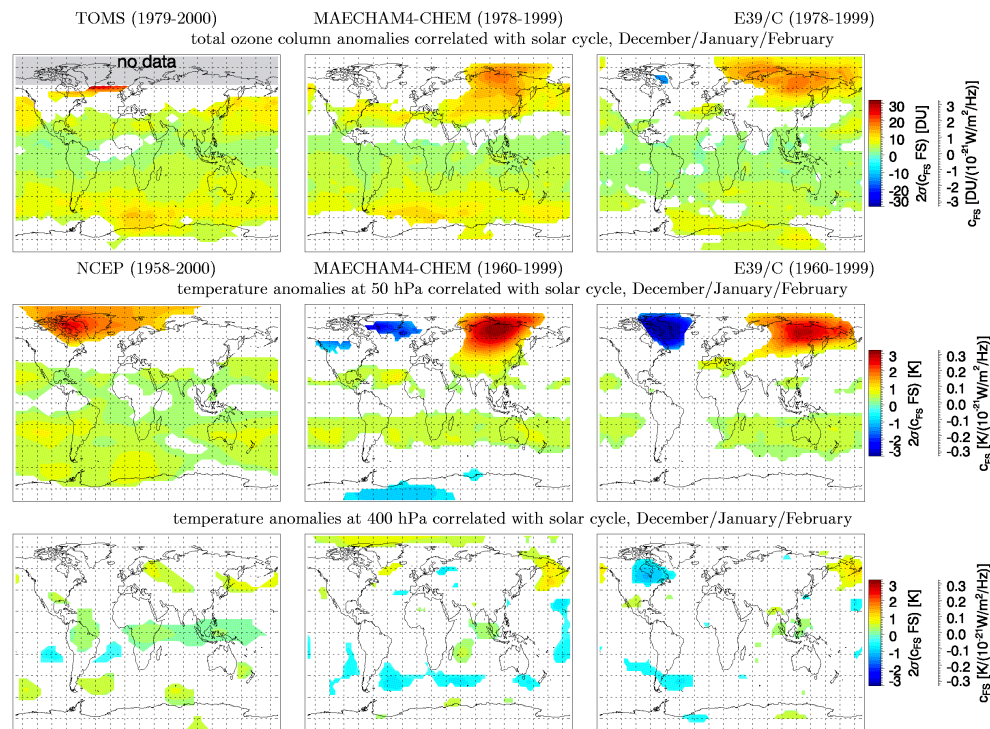 TOMS (1979-2000) MAECHAM4-CHEM (1978-1999) E39/C (1978-1999)
total ozone column anomalies correlated with solar cycle, December/January/February
no data
30 3
20 2
10 1
0 0
-10 -1
-20 -2
-30 -3
2σ(c_FS FS) [DU]
c_FS [DU/(10⁻²¹W/m²/Hz)]
NCEP (1958-2000) MAECHAM4-CHEM (1960-1999) E39/C (1960-1999)
temperature anomalies at 50 hPa correlated with solar cycle, December/January/February
3 0.3
2 0.2
1 0.1
0 0.0
-1 -0.1
-2 -0.2
-3 -0.3
2σ(c_FS FS) [K]
c_FS [K/(10⁻²¹W/m²/Hz)]
temperature anomalies at 400 hPa correlated with solar cycle, December/January/February
3 0.3
2 0.2
1 0.1
0 0.0
-1 -0.1
-2 -0.2
-3 -0.3
2σ(c_FS FS) [K]
c_FS [K/(10⁻²¹W/m²/Hz)]